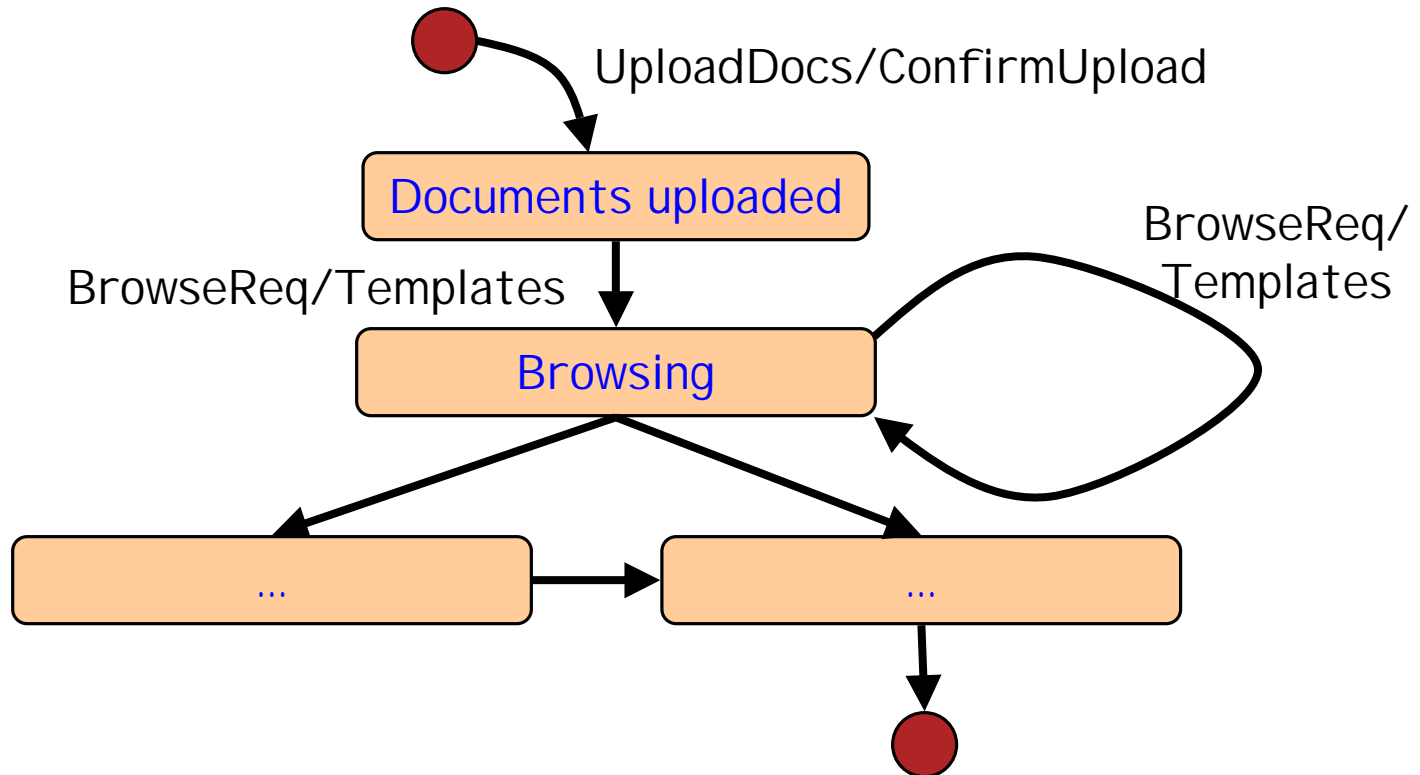 UploadDocs/ConfirmUpload
Documents uploaded
BrowseReq/
Templates
BrowseReq/Templates
Browsing
...
...